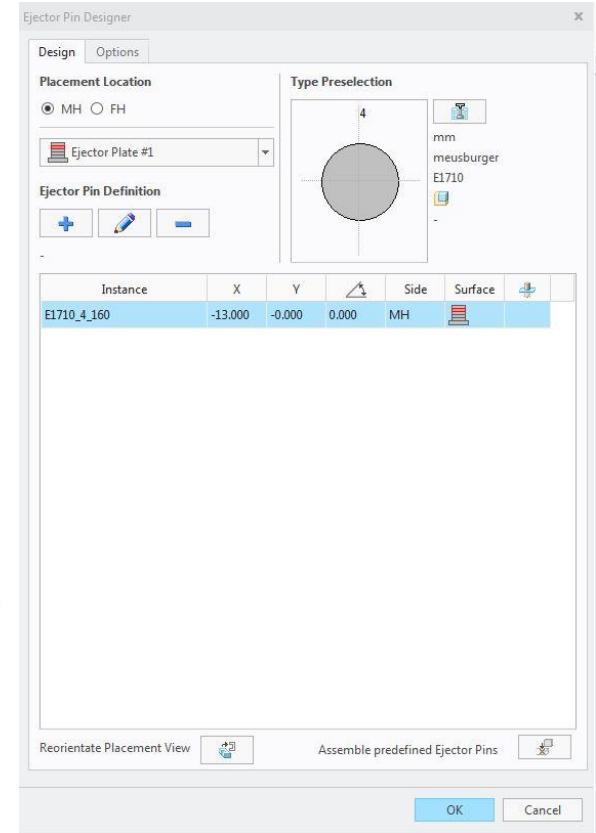 Ejector Pin Designer x
Design Options
Placement Location
MH FH
Ejector Plate #1
Ejector Pin Definition
-
Type Preselection
4
mm
meusburger
E1710
-
Instance X Y Side Surface
E1710_4_160 -13.000 -0.000 0.000 MH
Reorientate Placement View
Assemble predefined Ejector Pins
OK Cancel